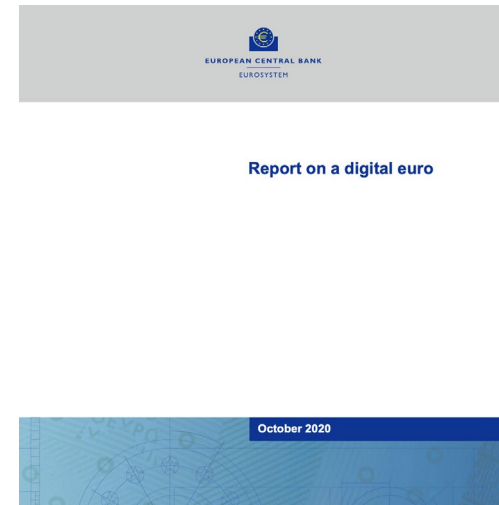 EUROPEAN CENTRAL BANK
EUROSYSTEM
Report on a digital euro
October 2020